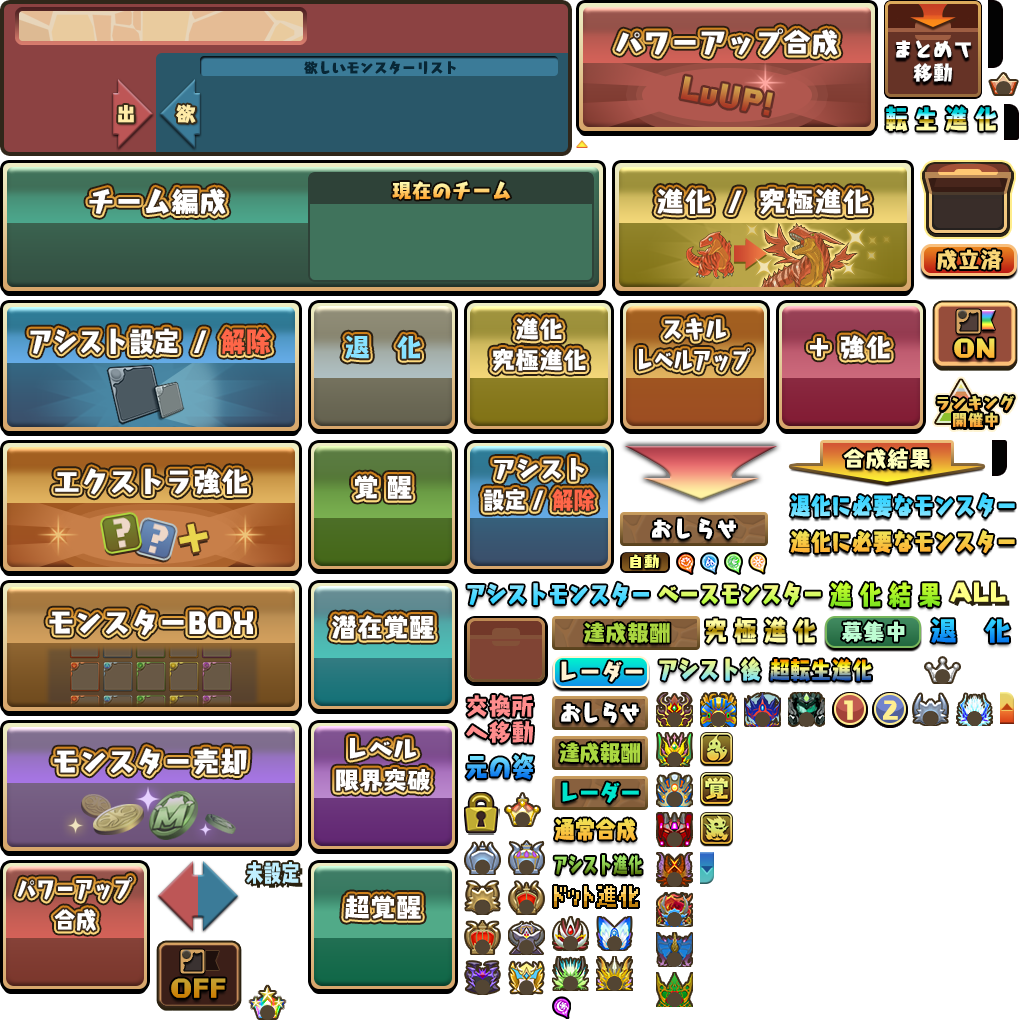 欲しいモンスターリスト
出
欲
パワーアップ合成
LvUP!
まとめて
移動
転生進化
チーム編成
現在のチーム
進化 / 究極進化
成立済
アシスト設定 / 解除
退 化
進化
究極進化
スキル
レベルアップ
+ 強化
ON
ランキング
開催中
エクストラ強化
? ? +
覚醒
アシスト
設定 / 解除
合成結果
おしらせ
自動
退化に必要なモンスター
進化に必要なモンスター
モンスターBOX
潜在覚醒
アシストモンスター
ベースモンスター
進化結果
ALL
達成報酬
究極進化
募集中
退 化
レーダー
アシスト後
超転生進化
交換所
へ移動
おしらせ
1
2
モンスター売却
M
レベル
限界突破
元の姿
達成報酬
レーダー
覚
通常合成
パワーアップ
合成
未設定
OFF
超覚醒
アシスト進化
ドット進化